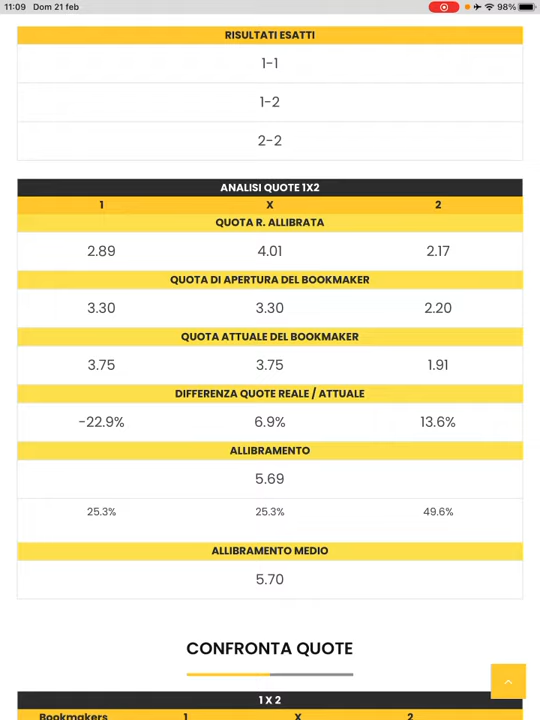 11:09 Dom 21 feb 98%
RISULTATI ESATTI
1-1
1-2
2-2
ANALISI QUOTE 1X2
1 X 2
QUOTA R. ALLIBRATA
2.89 4.01 2.17
QUOTA DI APERTURA DEL BOOKMAKER
3.30 3.30 2.20
QUOTA ATTUALE DEL BOOKMAKER
3.75 3.75 1.91
DIFFERENZA QUOTE REALE / ATTUALE
-22.9% 6.9% 13.6%
ALLIBRAMENTO
5.69
25.3% 25.3% 49.6%
ALLIBRAMENTO MEDIO
5.70
CONFRONTA QUOTE
1 X 2
Bookmakers 1 X 2